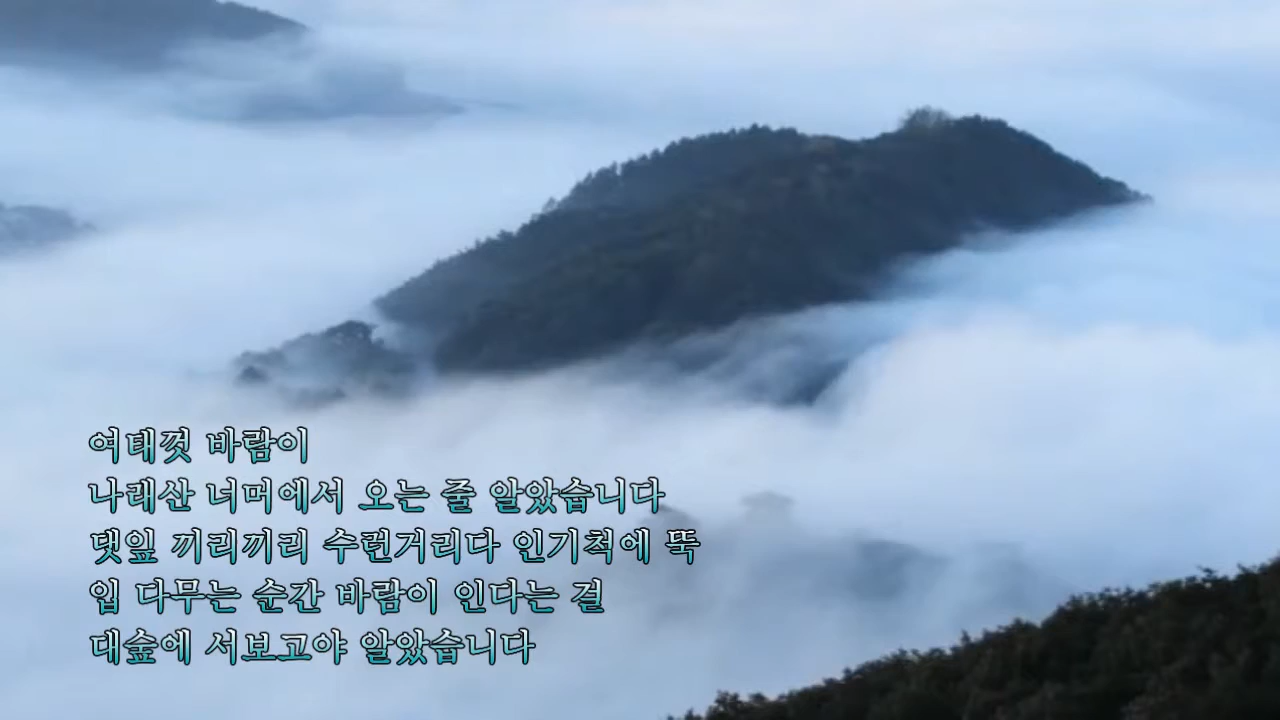 여태껏 바람이
나래산 너머에서 오는 줄 알았습니다
댓잎 끼리끼리 수런거리다 인기척에 뚝
입 다무는 순간 바람이 인다는 걸
대숲에 서보고야 알았습니다